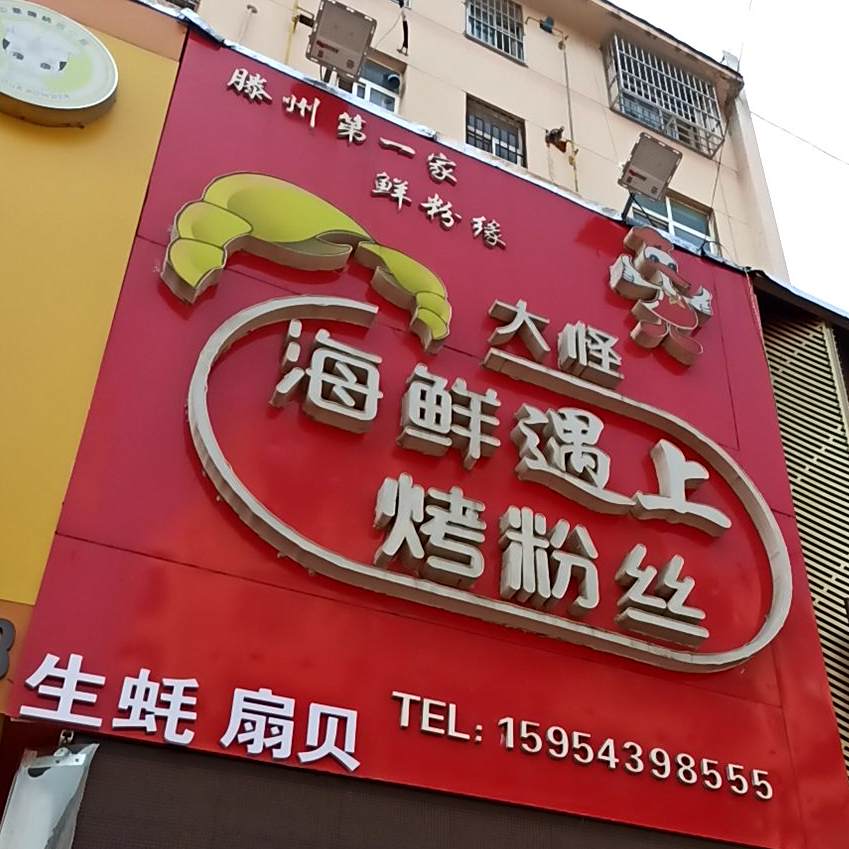 滕州第一家
鲜粉缘
大怪
海鲜遇上
烤粉丝
生蚝 扇贝
TEL:15954398555